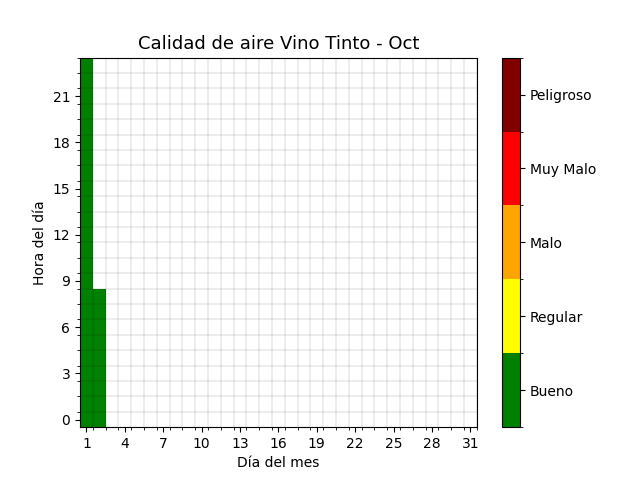 Calidad de aire Vino Tinto - Oct
Hora del día
21
18
15
12
9
6
3
0
1 4 7 10 13 16 19 22 25 28 31
Día del mes
Peligroso
Muy Malo
Malo
Regular
Bueno